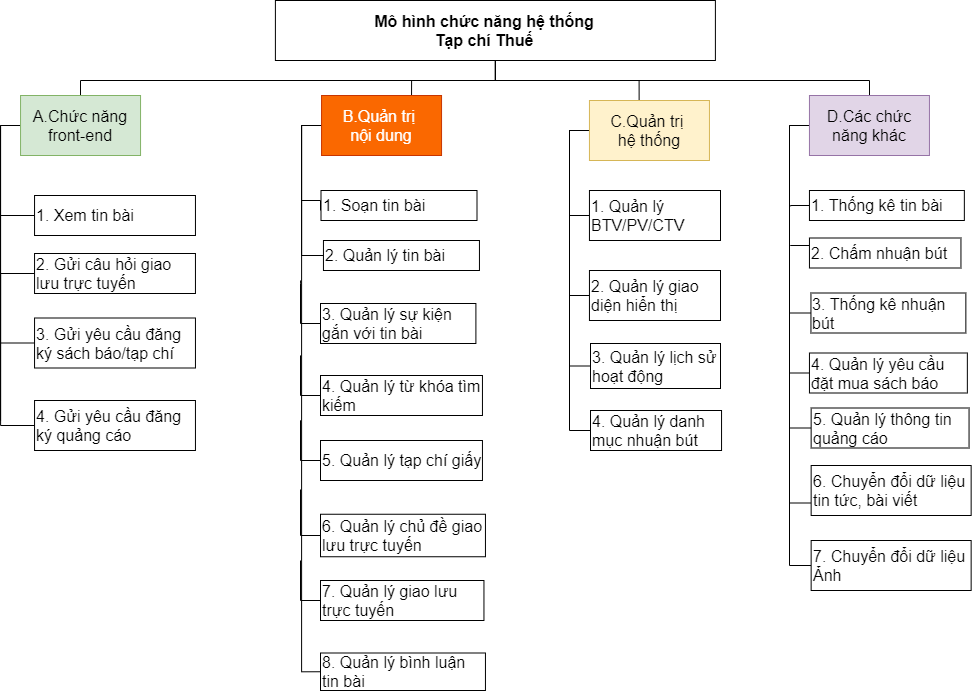 Mô hình chức năng hệ thống
Tạp chí Thuế
A.Chức năng
front-end
1. Xem tin bài
2. Gửi câu hỏi giao
lưu trực tuyến
3. Gửi yêu cầu đăng
ký sách báo/tạp chí
4. Gửi yêu cầu đăng
ký quảng cáo
B.Quản trị
nội dung
1. Soạn tin bài
2. Quản lý tin bài
3. Quản lý sự kiện
gắn với tin bài
4. Quản lý từ khóa tìm
kiếm
5. Quản lý tạp chí giấy
6. Quản lý chủ đề giao
lưu trực tuyến
7. Quản lý giao lưu
trực tuyến
8. Quản lý bình luận
tin bài
C.Quản trị
hệ thống
1. Quản lý
BTV/PV/CTV
2. Quản lý giao
diện hiển thị
3. Quản lý lịch sử
hoạt động
4. Quản lý danh
mục nhuận bút
D.Các chức
năng khác
1. Thống kê tin bài
2. Chấm nhuận bút
3. Thống kê nhuận
bút
4. Quản lý yêu cầu
đặt mua sách báo
5. Quản lý thông tin
quảng cáo
6. Chuyển đổi dữ liệu
tin tức, bài viết
7. Chuyển đổi dữ liệu
Ảnh